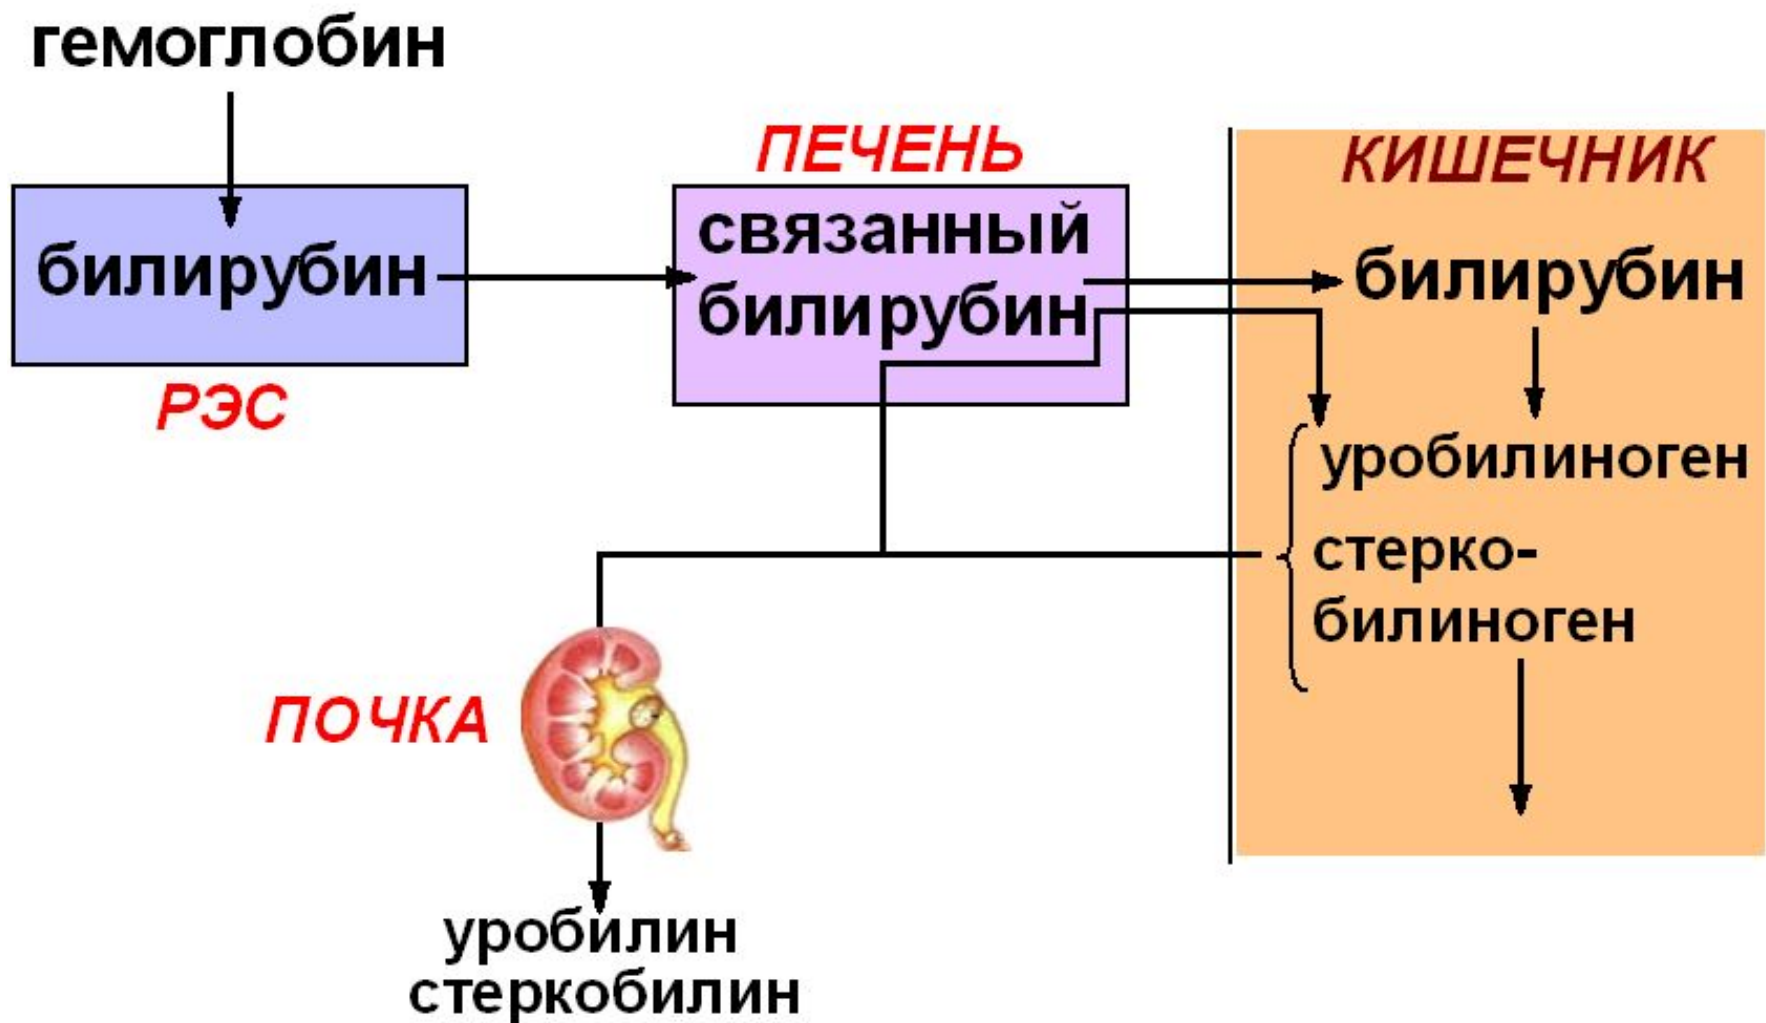 гемоглобин
ПЕЧЕНЬ
КИШЕЧНИК
билирубин
связанный
билирубин
билирубин
РЭС
уробилиноген
стерко-
билиноген
ПОЧКА
уробилин
стеркобилин